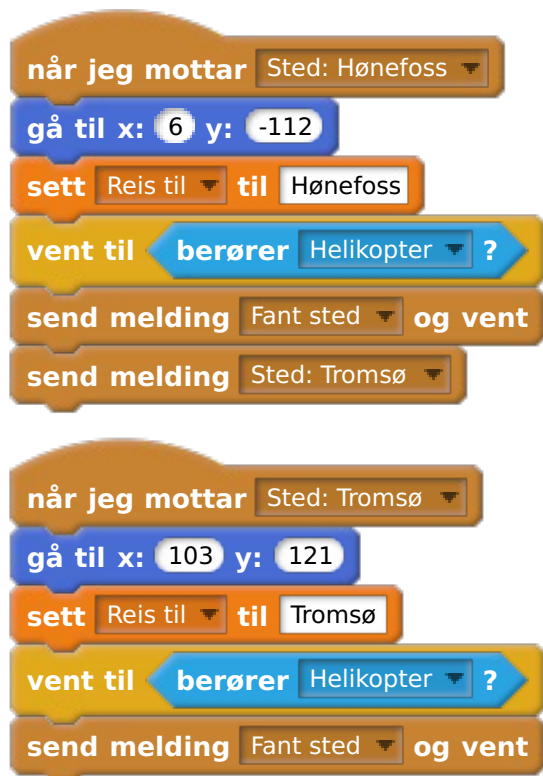 når jeg mottar Sted: Hønefoss
gå til x: 6 y: -112
sett Reis til til Hønefoss
vent til berører Helikopter ?
send melding Fant sted og vent
send melding Sted: Tromsø
når jeg mottar Sted: Tromsø
gå til x: 103 y: 121
sett Reis til til Tromsø
vent til berører Helikopter ?
send melding Fant sted og vent